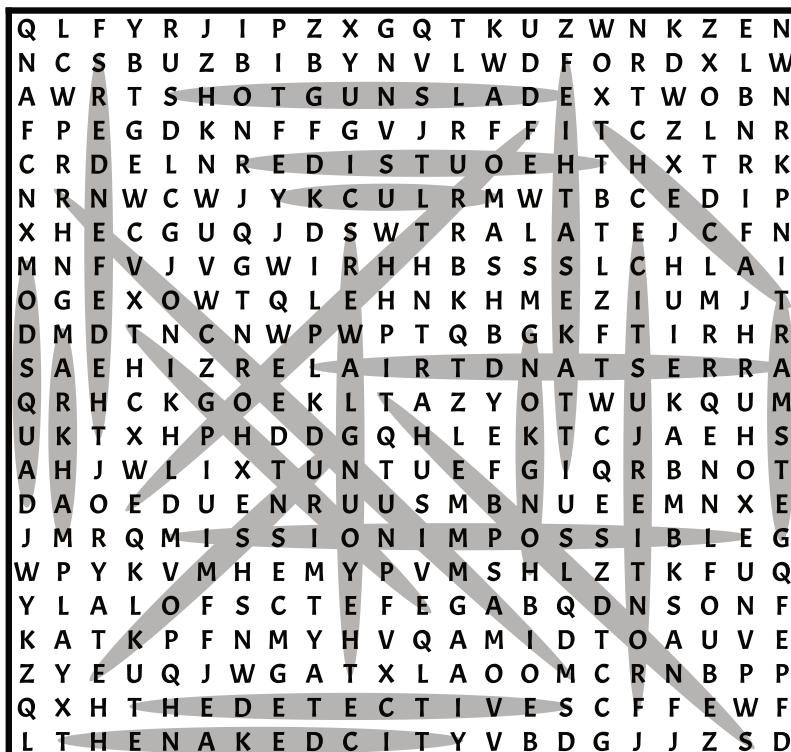 Q L F Y R J I P Z X G Q T K U Z W N K Z E N
N C S B U Z B I B Y N V L W D F O R D X L W
A W R T S H O T G U N S L A D E X T W O B N
F P E G D K N F F G V J R F F I T C Z L N R
C R D E L N R E D I S T U O E H T H X T R K
N R N W C W J Y K C U L R M W T B C E D I P
X H E C G U Q J D S W T R A L A T E J C F N
M N F V J V G W I R H H B S S S L C H L A I
O G E X O W T Q L E H N K H M E Z I U M J T
D M D T N C N W P W P T Q B G K F T I R H R
S A E H I Z R E L A I R T D N A T S E R R A
Q R H C K G O E K L T A Z Y O T W U K Q U M
U K T X H P H D D G Q H L E K T C J A E H S
A H J W L I X T U N T U E F G I Q R B N O T
D A O E D U E N R U U S M B N U E E M N X E
J M R Q M I S S I O N I M P O S S I B L E G
W P Y K V M H E M Y P V M S H L Z T K F U Q
Y L A L O F S C T E F E G A B Q D N S O N F
K A T K P F N M Y H V Q A M I D T O A U V E
Z Y E U Q J W G A T X L A O O M C R N B P P
Q X H T H E D E T E C T I V E S C F F E W F
L T H E N A K E D C I T Y V B D G J J Z S D